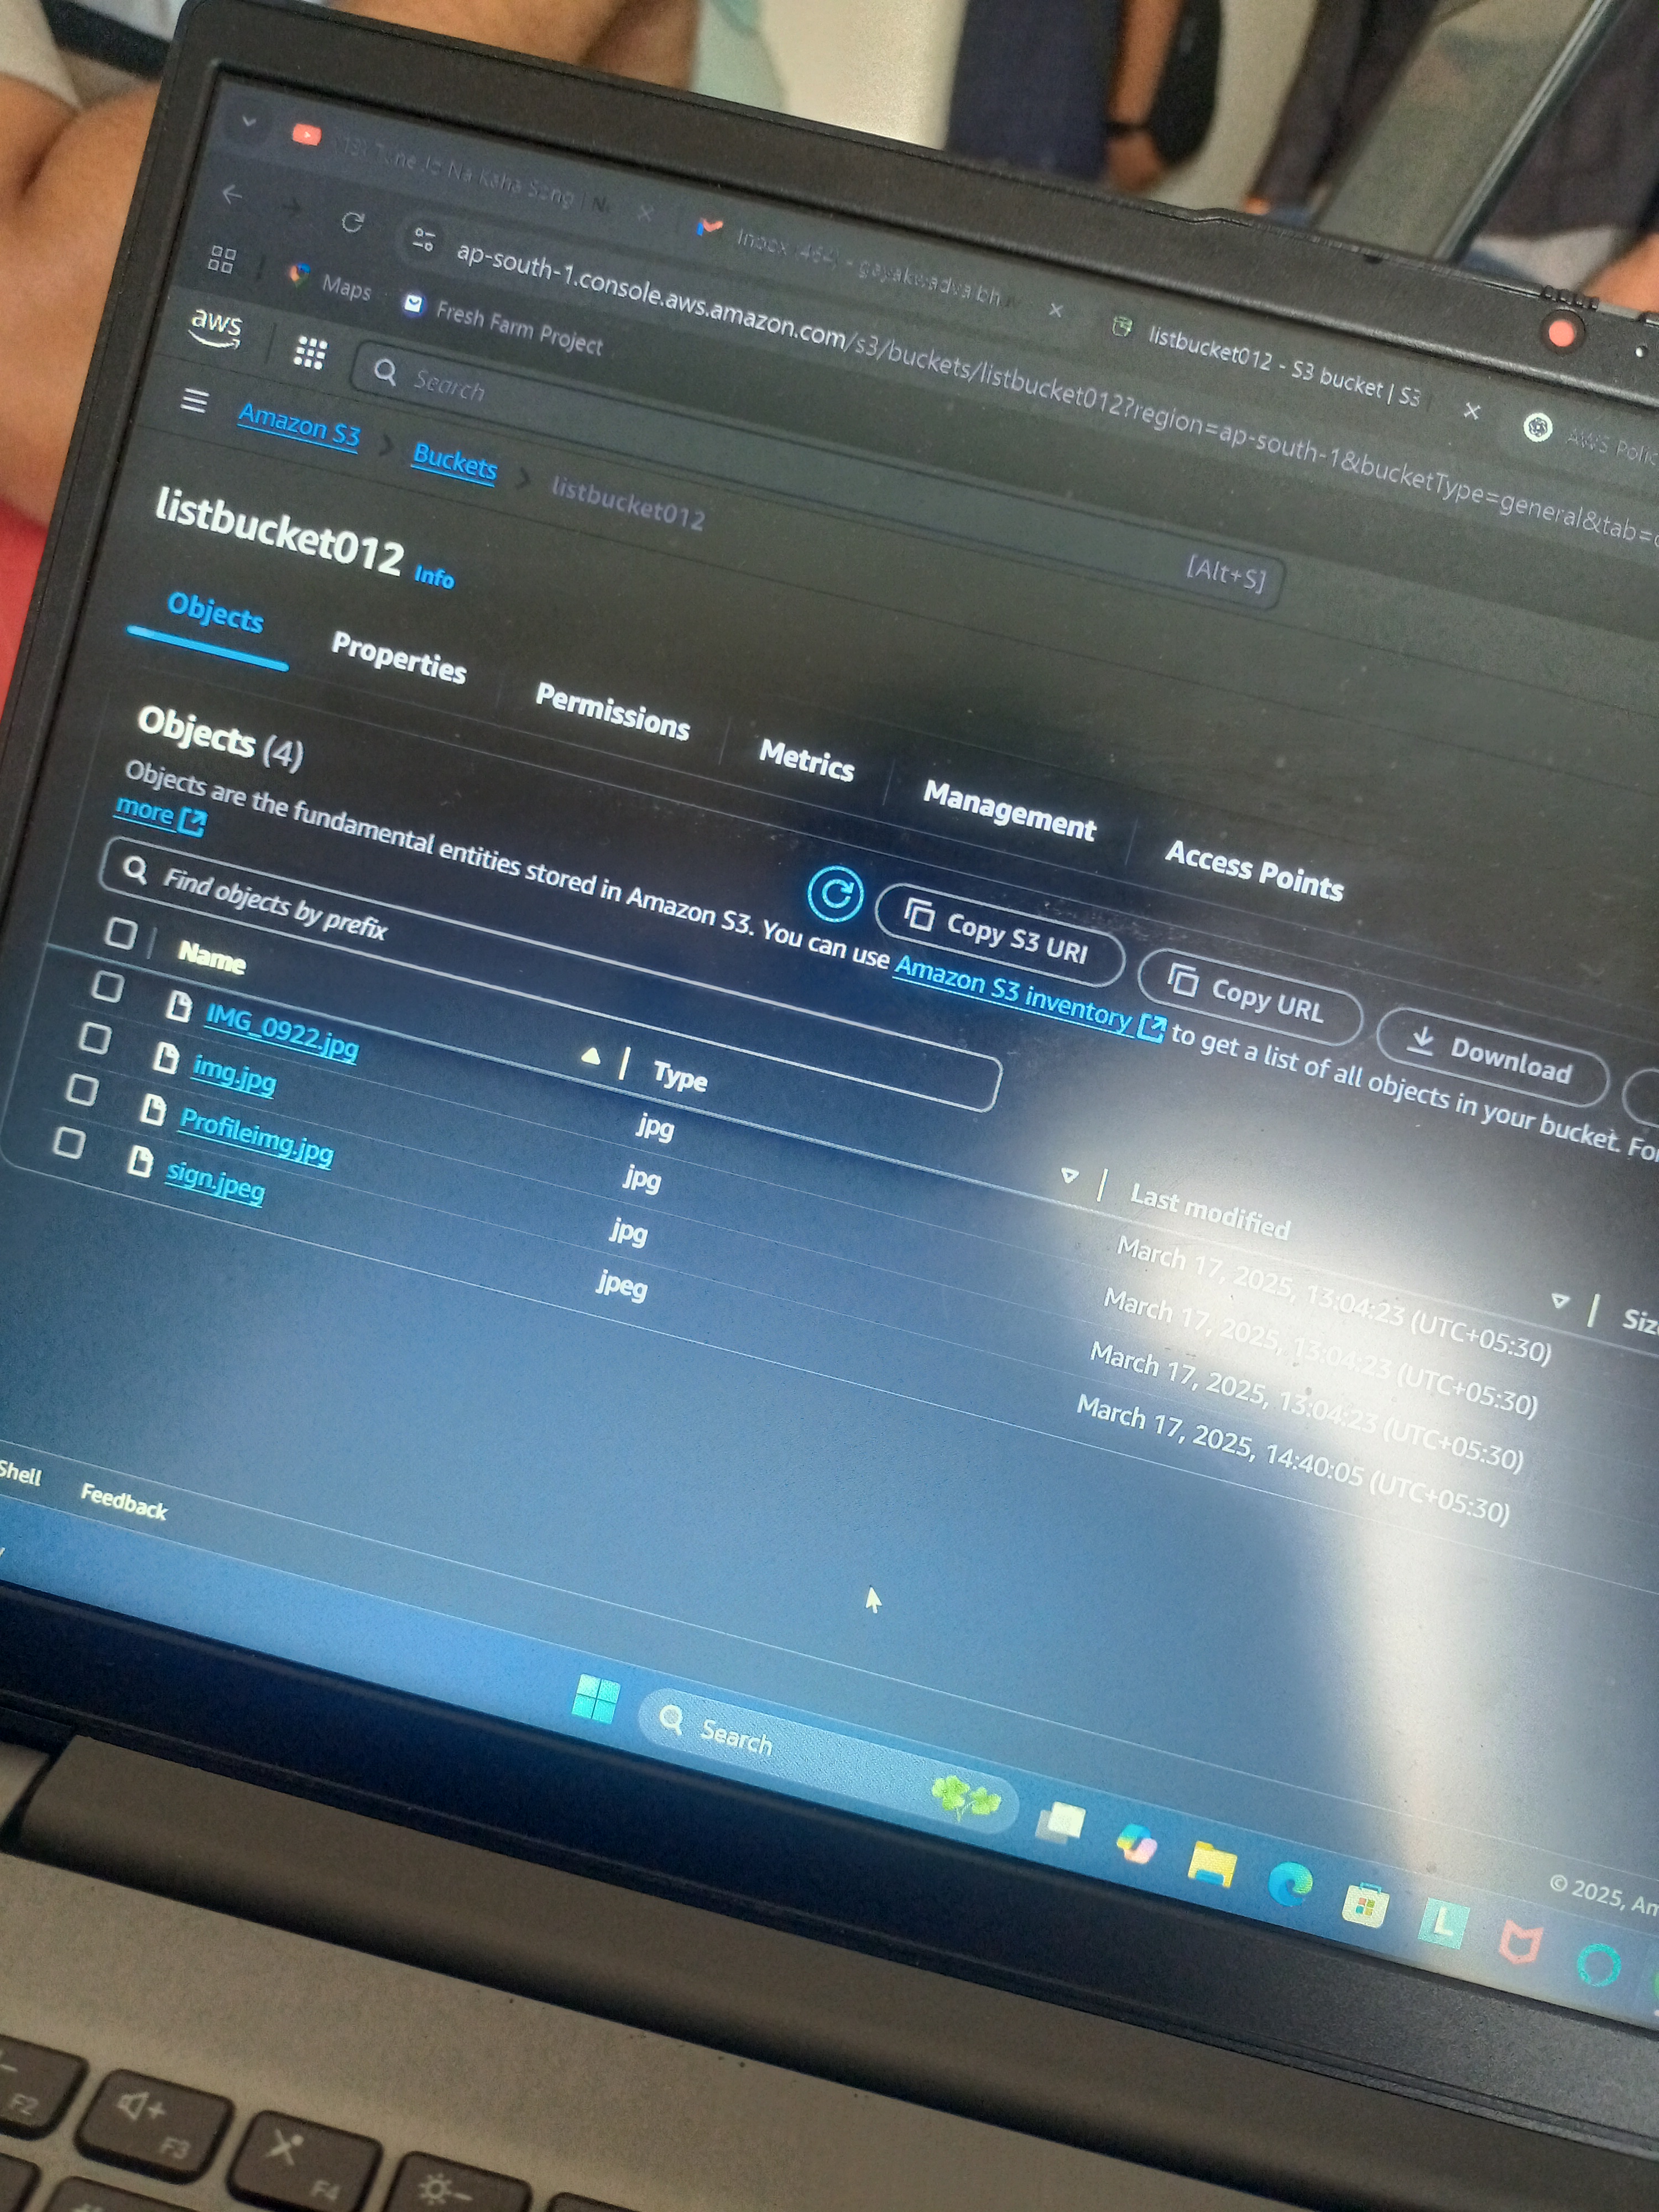 Tune Jo Na Kaha Song | N
Inbox (464) -
listbucket012 - S3 bucket | S3
AWS Polic
ap-south-1.console.aws.amazon.com/s3/buckets/listbucket012?region=ap-south-1&bucketType=general&tab=
Maps
Fresh Farm Project
aws
Search
[Alt+S]
Amazon S3
Buckets
listbucket012
listbucket012 Info
Objects
Properties
Permissions
Metrics
Management
Access Points
Objects (4)
Copy S3 URI
Copy URL
Download
Objects are the fundamental entities stored in Amazon S3. You can use Amazon S3 inventory to get a list of all objects in your bucket. For
more
Find objects by prefix
Name
Type
Last modified
Size
IMG_0922.jpg
jpg
March 17, 2025, 13:04:23 (UTC+05:30)
img.jpg
jpg
March 17, 2025, 13:04:23 (UTC+05:30)
Profileimg.jpg
jpg
March 17, 2025, 13:04:23 (UTC+05:30)
sign.jpeg
jpeg
March 17, 2025, 14:40:05 (UTC+05:30)
Shell
Feedback
© 2025, Am
Search
L
F2
F3
F4